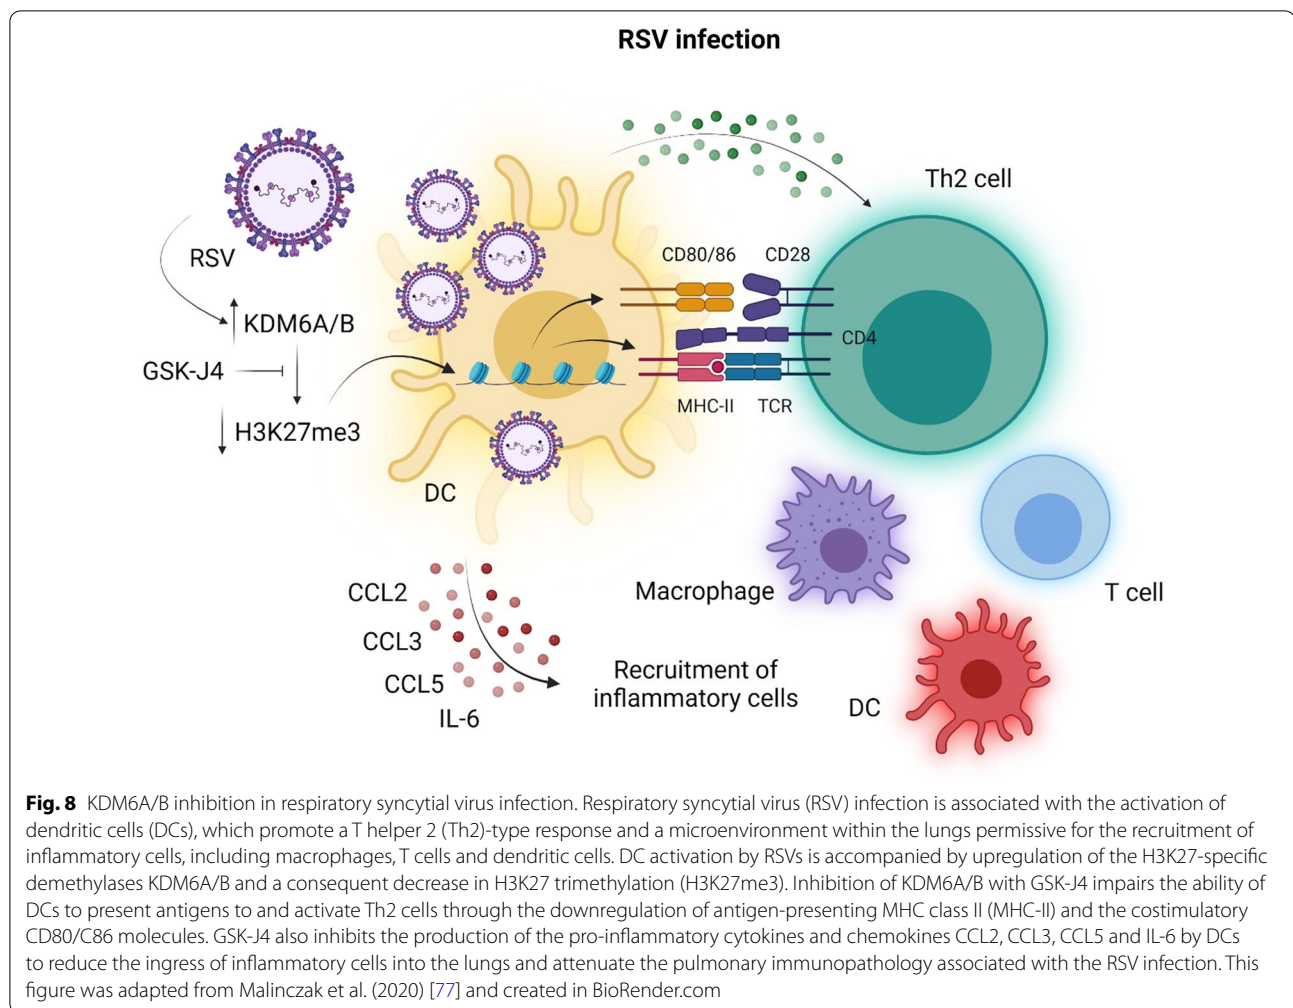 RSV infection
Th2 cell
CD80/86
CD28
RSV
KDM6A/B
CD4
GSK-J4
MHC-II
TCR
H3K27me3
DC
CCL2
Macrophage
T cell
CCL3
Recruitment of
inflammatory cells
CCL5
DC
IL-6
Fig. 8 KDM6A/B inhibition in respiratory syncytial virus infection. Respiratory syncytial virus (RSV) infection is associated with the activation of
dendritic cells (DCs), which promote a T helper 2 (Th2)-type response and a microenvironment within the lungs permissive for the recruitment of
inflammatory cells, including macrophages, T cells and dendritic cells. DC activation by RSVs is accompanied by upregulation of the H3K27-specific
demethylases KDM6A/B and a consequent decrease in H3K27 trimethylation (H3K27me3). Inhibition of KDM6A/B with GSK-J4 impairs the ability of
DCs to present antigens to and activate Th2 cells through the downregulation of antigen-presenting MHC class II (MHC-II) and the costimulatory
CD80/C86 molecules. GSK-J4 also inhibits the production of the pro-inflammatory cytokines and chemokines CCL2, CCL3, CCL5 and IL-6 by DCs
to reduce the ingress of inflammatory cells into the lungs and attenuate the pulmonary immunopathology associated with the RSV infection. This
figure was adapted from Malinczak et al. (2020) [77] and created in BioRender.com